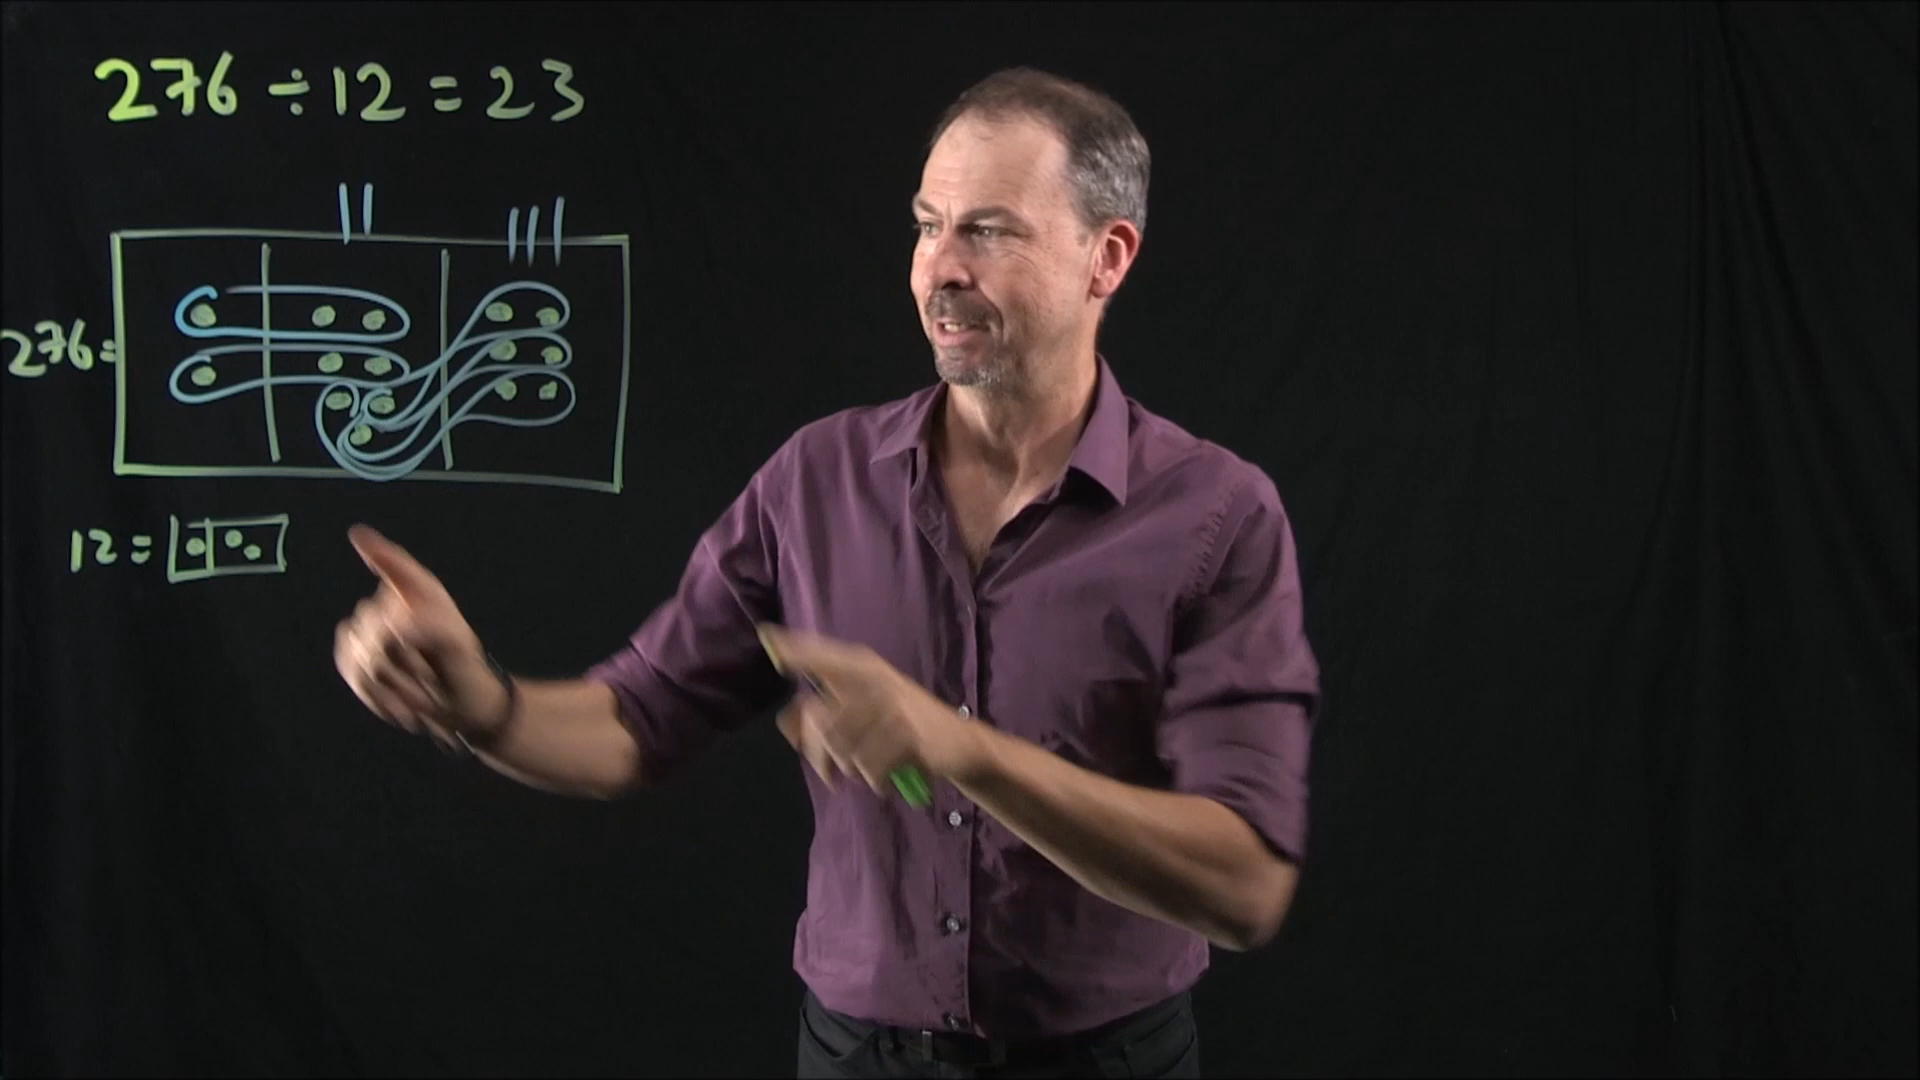 276 ÷ 12 = 23
|| |||
276 =
12 =